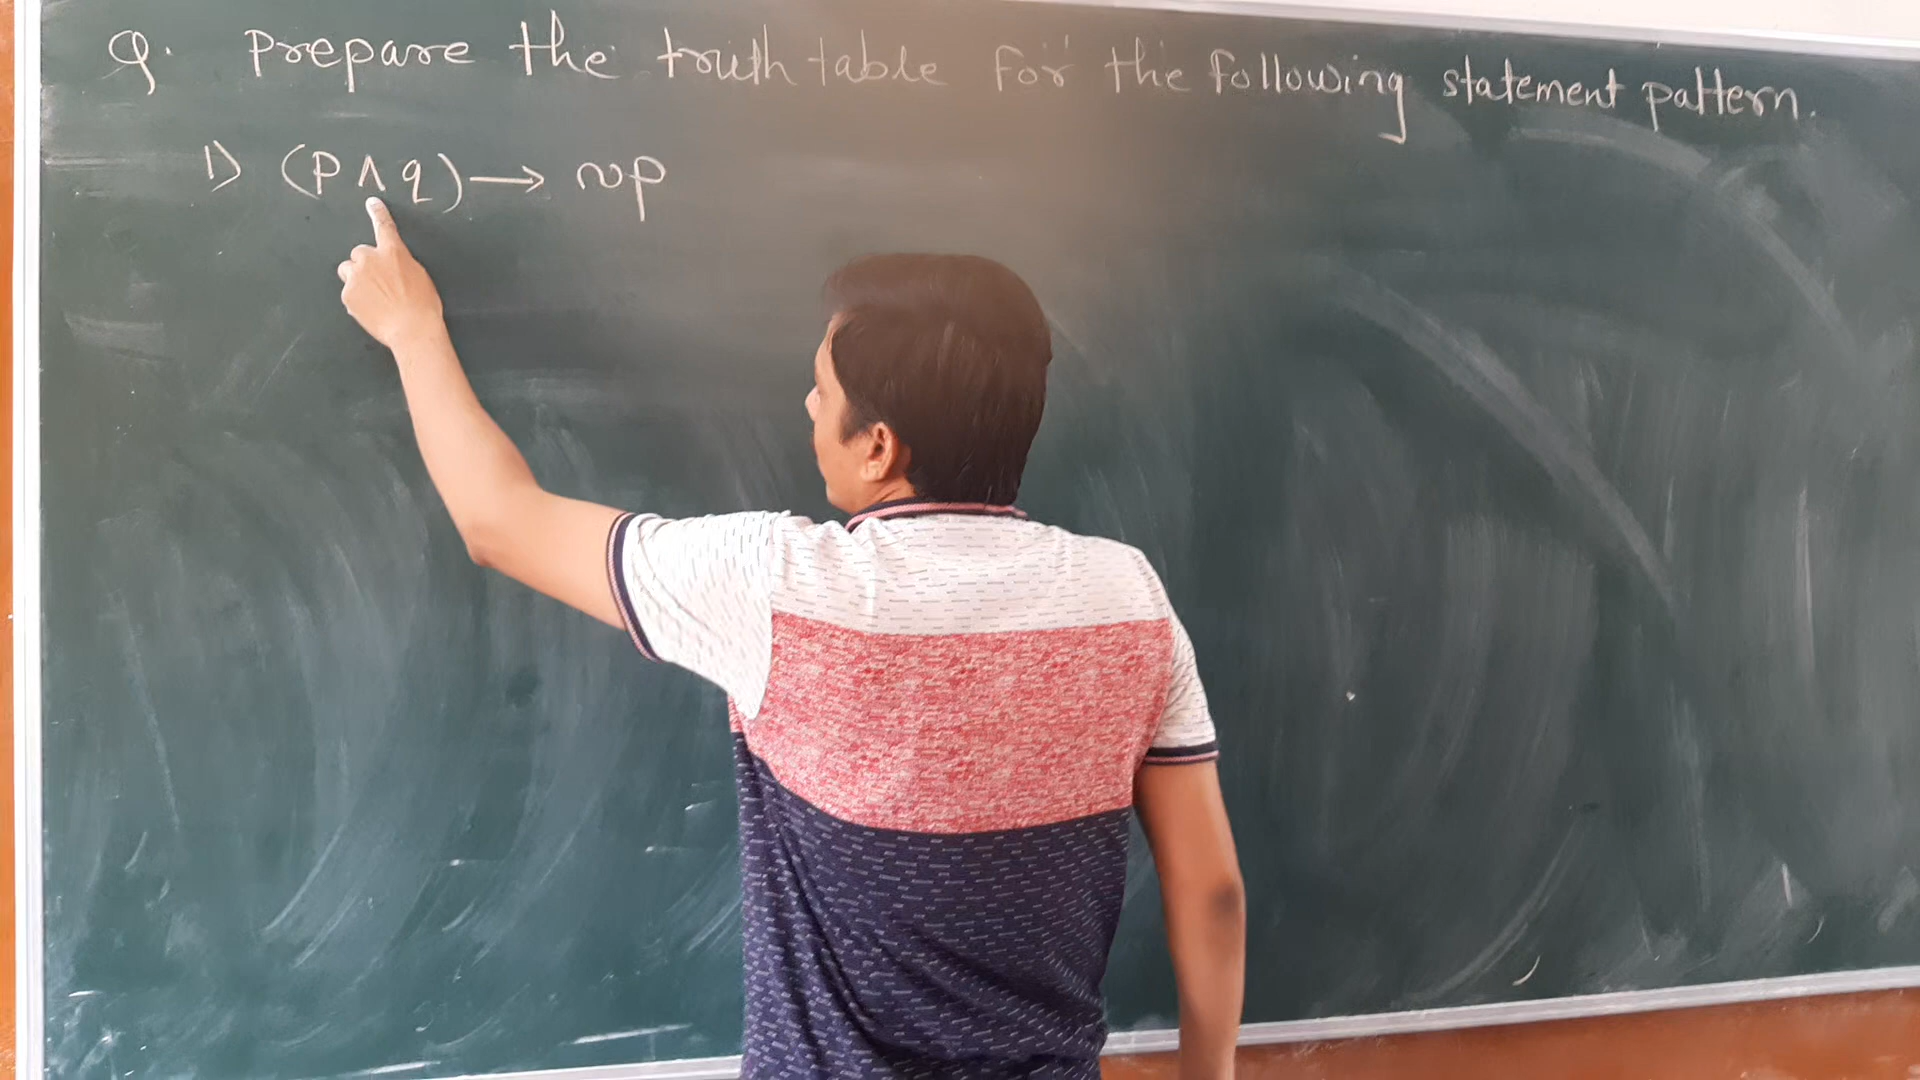 Q. Prepare the truth table for the following statement pattern.
1) (p ∧ q) → ~p